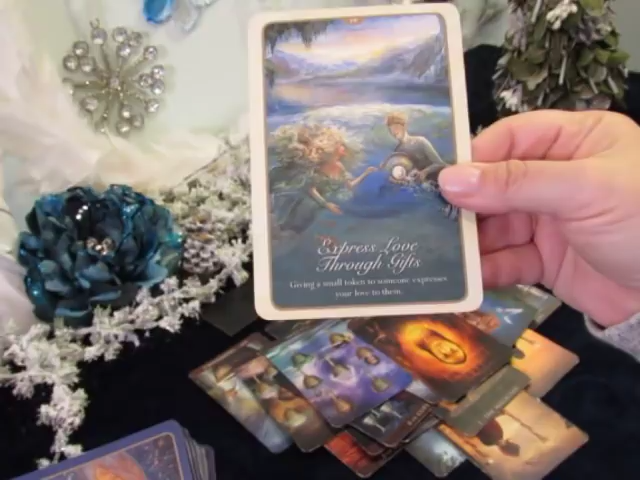 Express Love
Through Gifts
Giving a small token to someone expresses
your love to them.